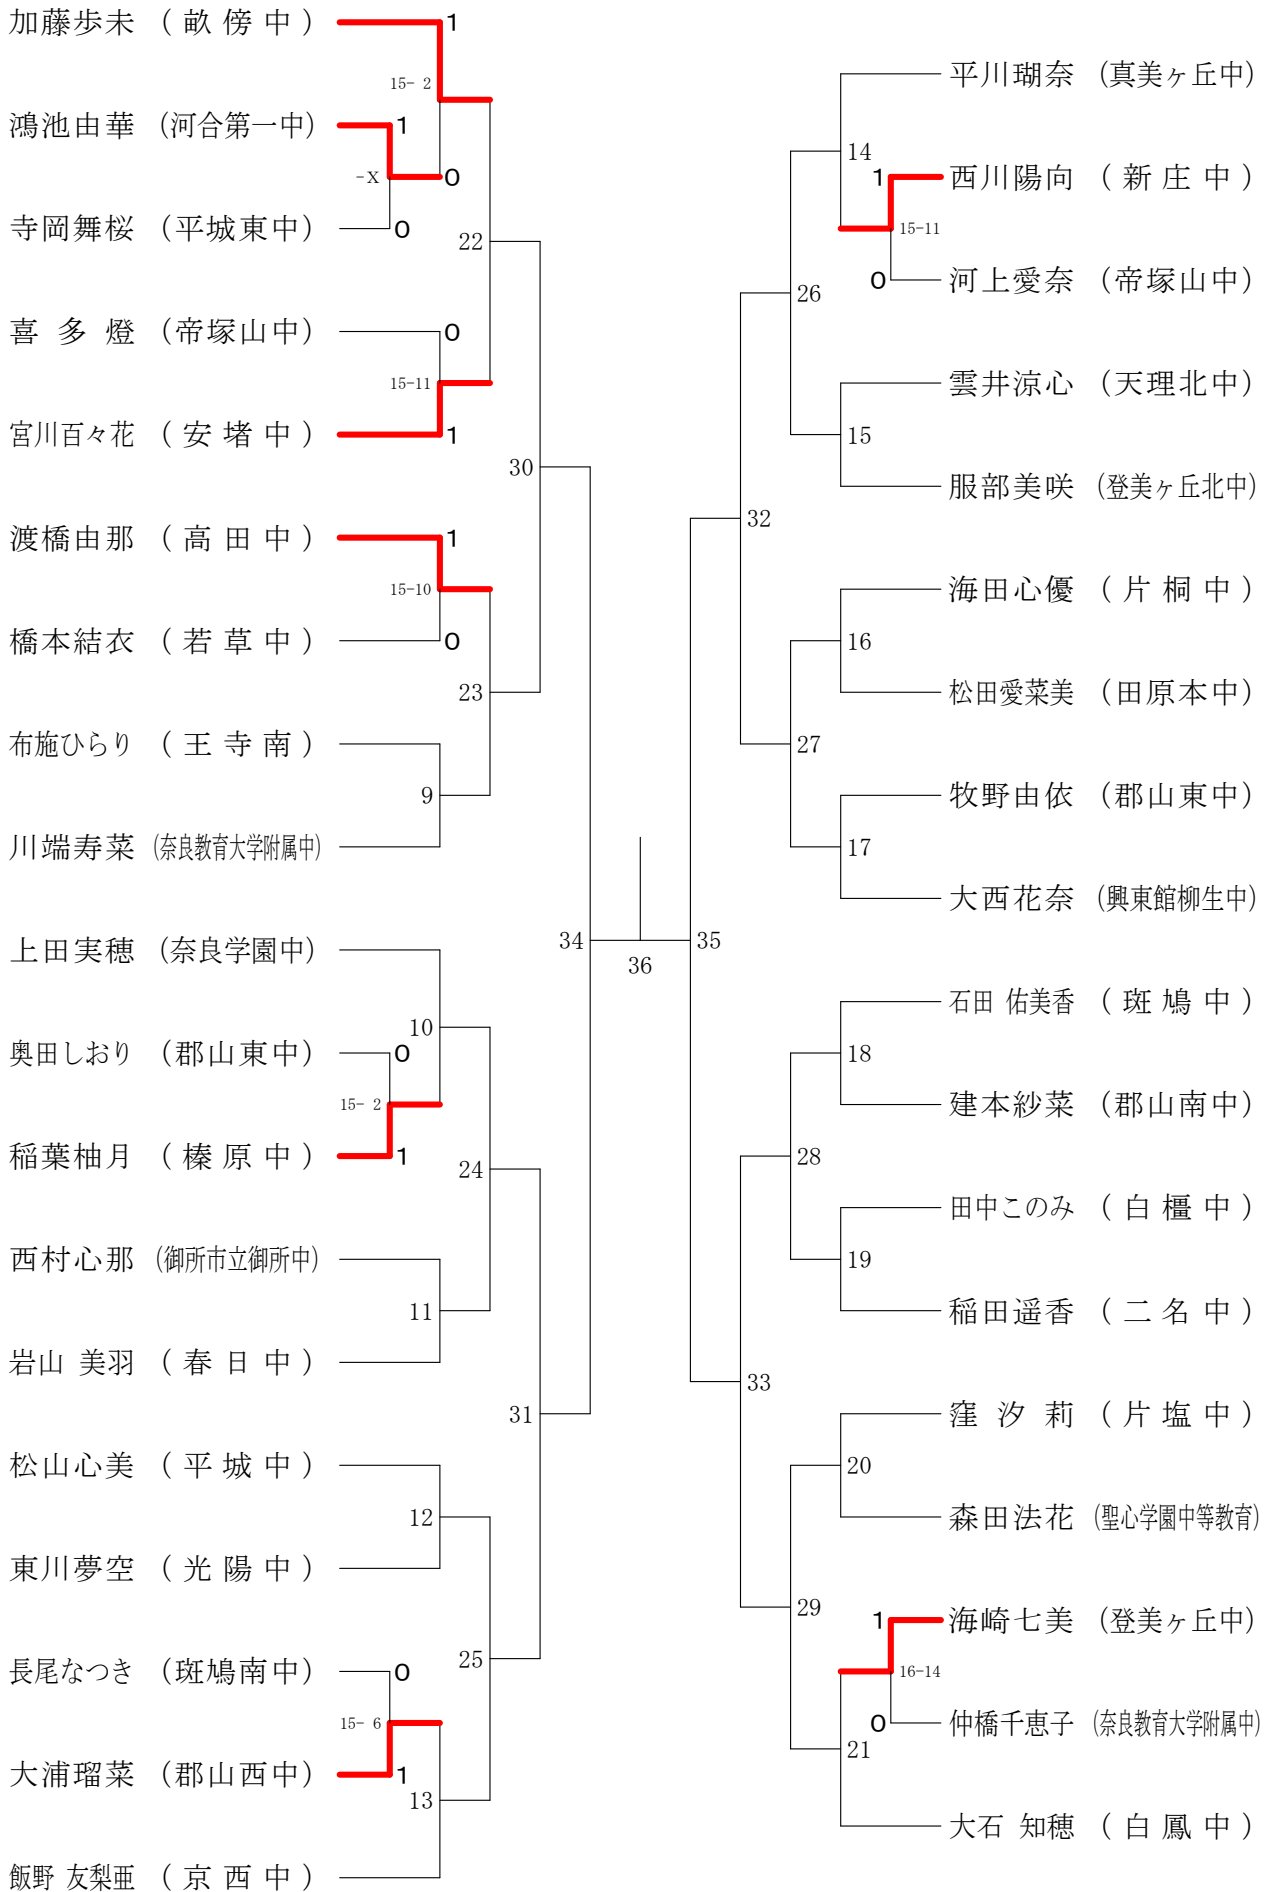 加藤歩未 （ 畝 傍 中 ） 1
15- 2
鴻池由華 （河合第一中） 1
-X 0
寺岡舞桜 （平城東中） 0
22
喜 多 燈 （帝塚山中） 0
15-11
宮川百々花 （ 安 堵 中 ） 1
30
渡橋由那 （ 高 田 中 ） 1
15-10
橋本結衣 （ 若 草 中 ） 0
23
布施ひらり （ 王 寺 南 ）
9
川端寿菜 （奈良教育大学附属中）
34
36
上田実穂 （奈良学園中）
10
奥田しおり （郡山東中） 0
15- 2
稲葉柚月 （ 榛 原 中 ） 1
24
西村心那 （御所市立御所中）
11
岩山 美羽 （ 春 日 中 ）
31
松山心美 （ 平 城 中 ）
12
東川夢空 （ 光 陽 中 ）
25
長尾なつき （斑鳩南中） 0
15- 6
大浦瑠菜 （郡山西中） 1
13
飯野 友梨亜 （ 京 西 中 ）
平川瑚奈 （真美ヶ丘中）
14
1 西川陽向 （ 新 庄 中 ）
15-11
0 河上愛奈 （帝塚山中）
26
雲井涼心 （天理北中）
15
服部美咲 （登美ヶ丘北中）
32
海田心優 （ 片 桐 中 ）
16
松田愛菜美 （田原本中）
27
牧野由依 （郡山東中）
17
大西花奈 （興東館柳生中）
35
石田 佑美香 （ 斑 鳩 中 ）
18
建本紗菜 （郡山南中）
28
田中このみ （ 白 橿 中 ）
19
稲田遥香 （ 二 名 中 ）
33
窪 汐 莉 （ 片 塩 中 ）
20
森田法花 （聖心学園中等教育）
29
1 海崎七美 （登美ヶ丘中）
16-14
0 仲橋千恵子 （奈良教育大学附属中）
21
大石 知穂 （ 白 鳳 中 ）